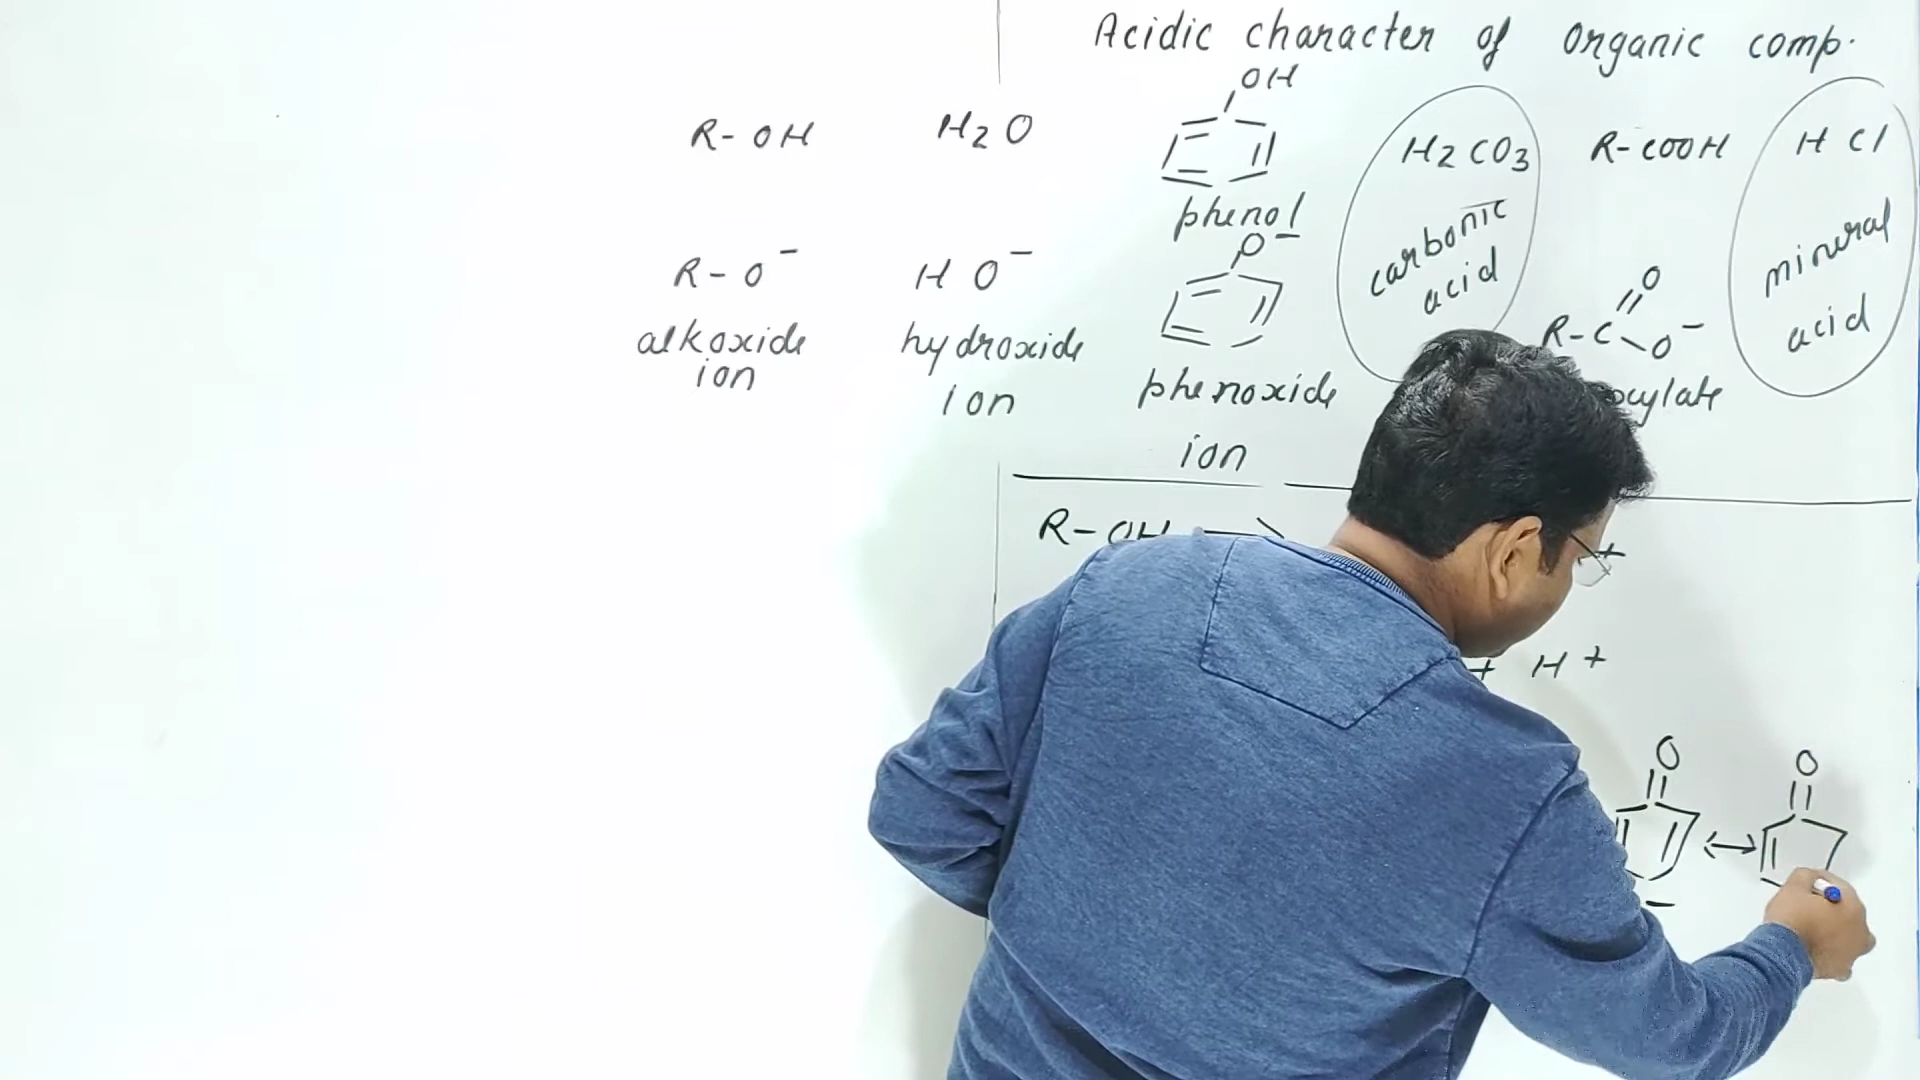 Acidic character of organic comp.
R-OH H2O OH H2CO3 R-COOH HCl
phenol carbonic acid mineral acid
R-O⁻ HO⁻ O⁻ R-C O O⁻
alkoxide ion hydroxide ion phenoxide ion
R-OH →
+
+ H+
O ↔ O